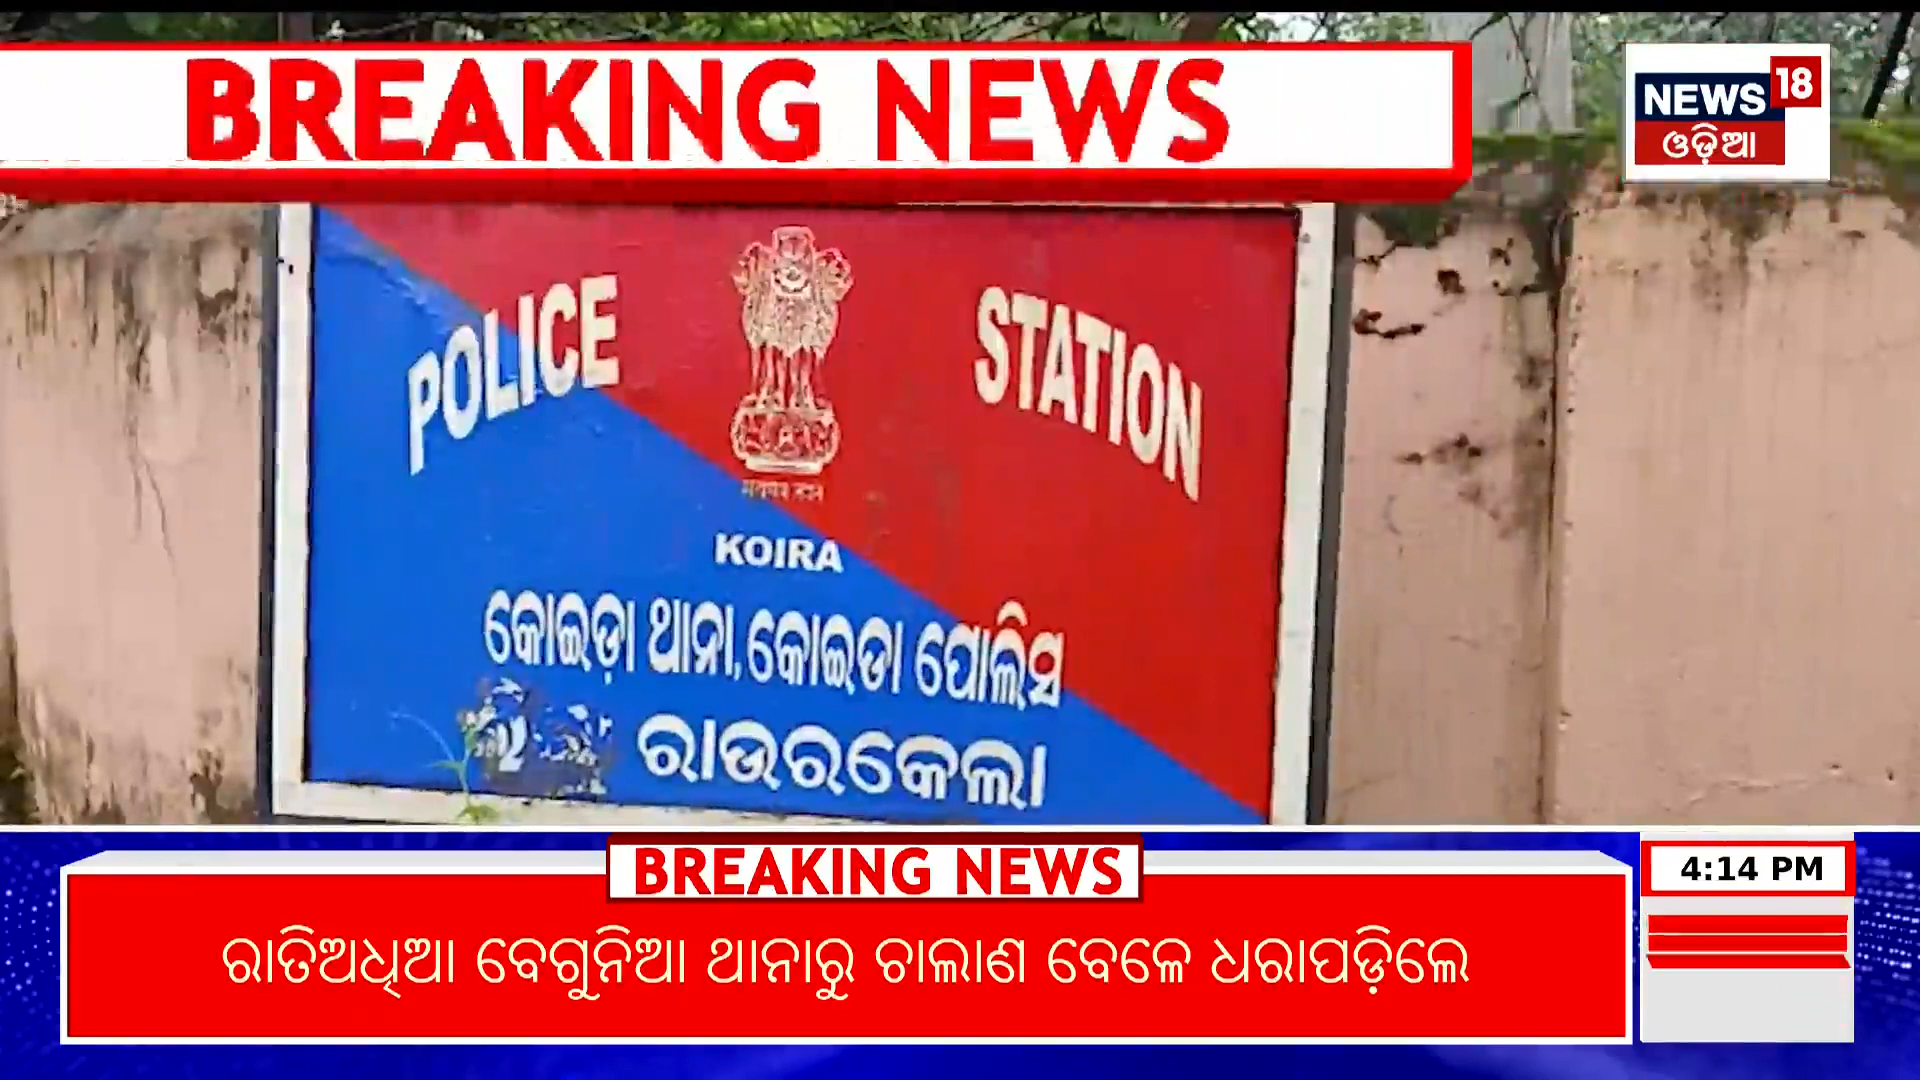 BREAKING NEWS
NEWS 18
ଓଡ଼ିଆ
POLICE STATION
KOIRA
କୋଇଡ଼ା ଥାନା, କୋଇଡା ପୋଲିସ
ରାଉରକେଲା
BREAKING NEWS
4:14 PM
ରାତିଅଧିଆ ବେଗୁନିଆ ଥାନାରୁ ଚାଲାଣ ବେଳେ ଧରାପଡ଼ିଲେ